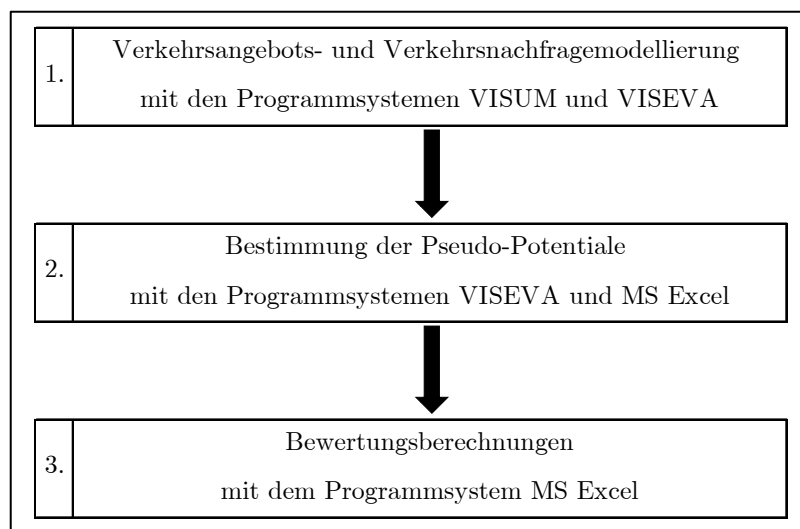 1.
Verkehrsangebots- und Verkehrsnachfragemodellierung
mit den Programmsystemen VISUM und VISEVA
2.
Bestimmung der Pseudo-Potentiale
mit den Programmsystemen VISEVA und MS Excel
3.
Bewertungsberechnungen
mit dem Programmsystem MS Excel